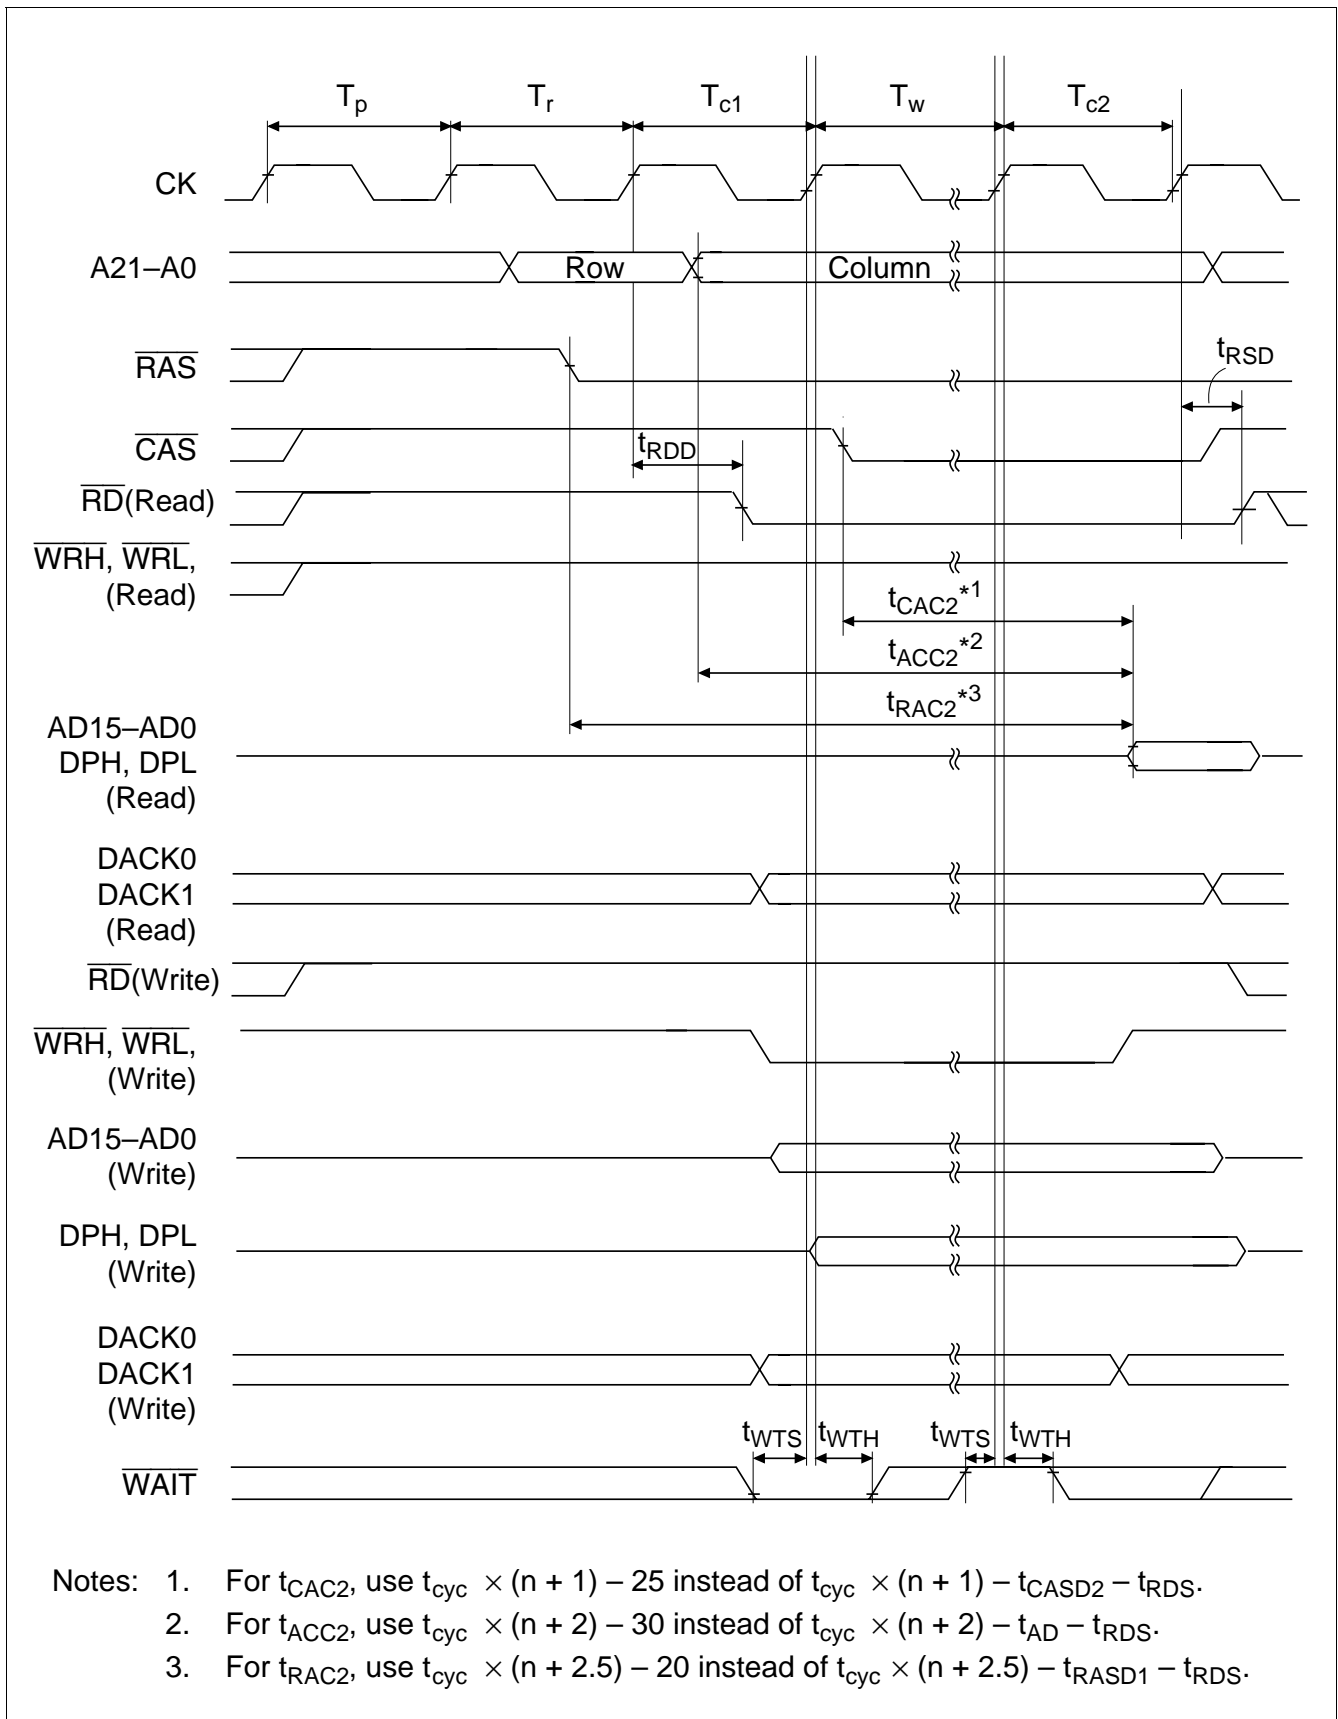 Tp Tr Tc1 Tw Tc2
CK
A21–A0 Row Column
RAS tRSD
CAS tRDD
RD(Read)
WRH, WRL,
(Read)
tCAC2*1
tACC2*2
tRAC2*3
AD15–AD0
DPH, DPL
(Read)
DACK0
DACK1
(Read)
RD(Write)
WRH, WRL,
(Write)
AD15–AD0
(Write)
DPH, DPL
(Write)
DACK0
DACK1
(Write)
tWTS tWTH tWTS tWTH
WAIT
Notes: 1. For tCAC2, use tcyc × (n + 1) – 25 instead of tcyc × (n + 1) – tCASD2 – tRDS.
2. For tACC2, use tcyc × (n + 2) – 30 instead of tcyc × (n + 2) – tAD – tRDS.
3. For tRAC2, use tcyc × (n + 2.5) – 20 instead of tcyc × (n + 2.5) – tRASD1 – tRDS.